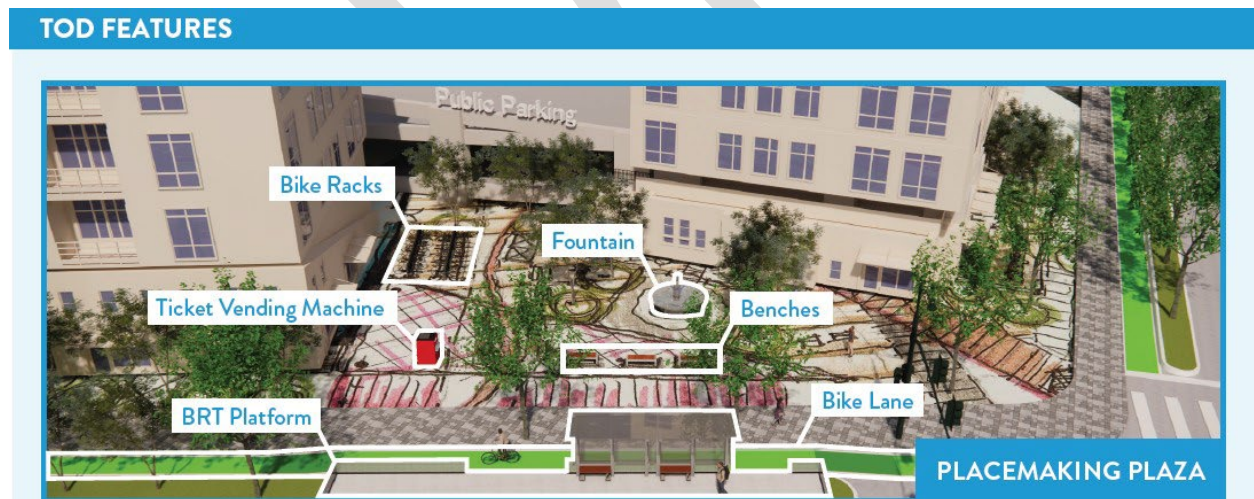 TOD FEATURES
Public Parking
Bike Racks
Fountain
Ticket Vending Machine
Benches
BRT Platform
Bike Lane
PLACEMAKING PLAZA